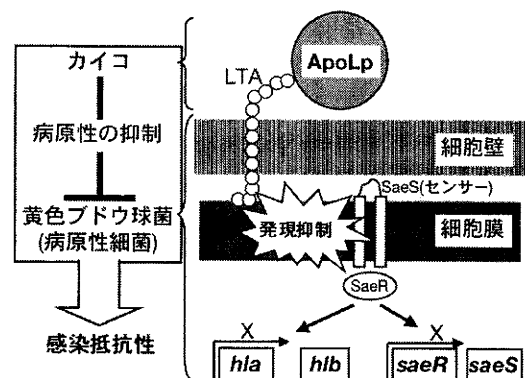 カイコ
病原性の抑制
黄色ブドウ球菌
(病原性細菌)
感染抵抗性
LTA
ApoLp
細胞壁
SaeS(センサー)
発現抑制
細胞膜
SaeR
X
X
hla
hlb
saeR
saeS